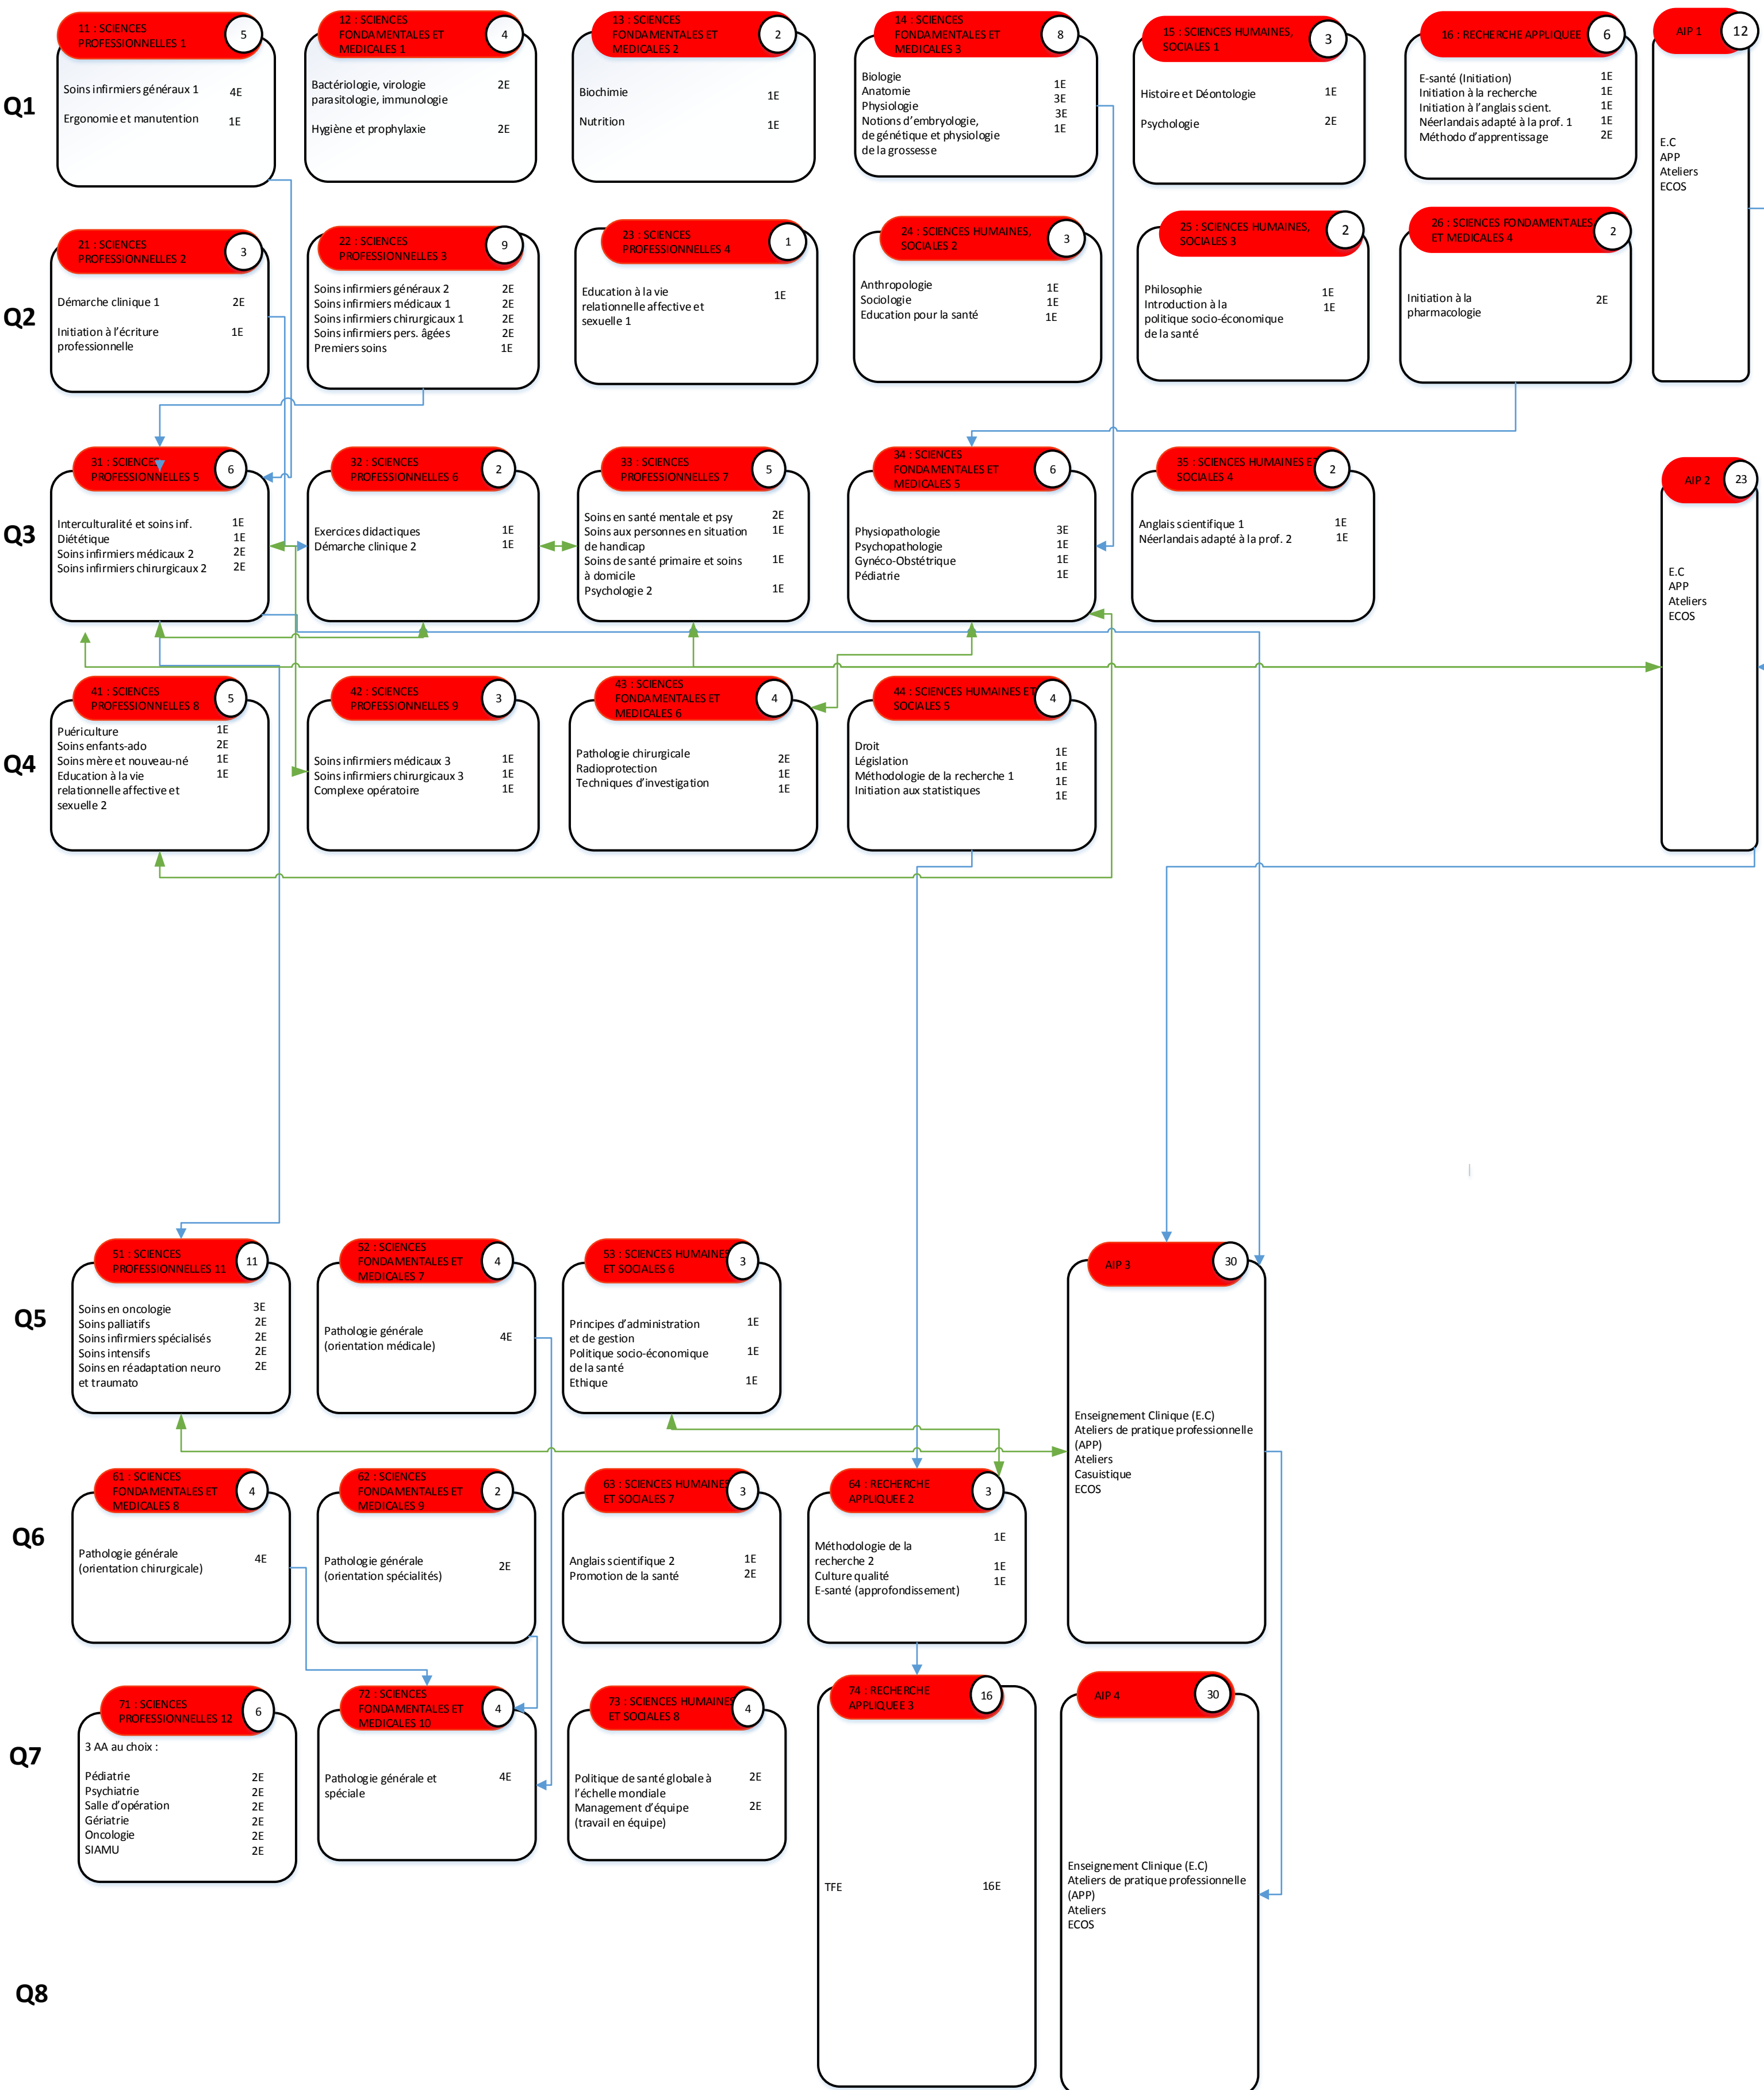 Q1
11 : SCIENCES
PROFESSIONNELLES 1
5
Soins infirmiers généraux 1
4E
Ergonomie et manutention
1E
12 : SCIENCES
FONDAMENTALES ET
MEDICALES 1
4
Bactériologie, virologie
parasitologie, immunologie
2E
Hygiène et prophylaxie
2E
13 : SCIENCES
FONDAMENTALES ET
MEDICALES 2
2
Biochimie
1E
Nutrition
1E
14 : SCIENCES
FONDAMENTALES ET
MEDICALES 3
8
Biologie
1E
Anatomie
3E
Physiologie
3E
Notions d'embryologie,
1E
de génétique et physiologie
de la grossesse
15 : SCIENCES HUMAINES,
SOCIALES 1
3
Histoire et Déontologie
1E
Psychologie
2E
16 : RECHERCHE APPLIQUEE
6
E-santé (Initiation)
1E
Initiation à la recherche
1E
Initiation à l'anglais scient.
1E
Néerlandais adapté à la prof. 1
1E
Méthodo d'apprentissage
2E
AIP 1
12
E.C
APP
Ateliers
ECOS
Q2
21 : SCIENCES
PROFESSIONNELLES 2
3
Démarche clinique 1
2E
Initiation à l'écriture
professionnelle
1E
22 : SCIENCES
PROFESSIONNELLES 3
9
Soins infirmiers généraux 2
2E
Soins infirmiers médicaux 1
2E
Soins infirmiers chirurgicaux 1
2E
Soins infirmiers pers. âgées
2E
Premiers soins
1E
23 : SCIENCES
PROFESSIONNELLES 4
1
Education à la vie
relationnelle affective et
sexuelle 1
1E
24 : SCIENCES HUMAINES,
SOCIALES 2
3
Anthropologie
1E
Sociologie
1E
Education pour la santé
1E
25 : SCIENCES HUMAINES,
SOCIALES 3
2
Philosophie
1E
Introduction à la
1E
politique socio-économique
de la santé
26 : SCIENCES FONDAMENTALES
ET MEDICALES 4
2
Initiation à la
pharmacologie
2E
Q3
31 : SCIENCES
PROFESSIONNELLES 5
6
Interculturalité et soins inf.
1E
Diététique
1E
Soins infirmiers médicaux 2
2E
Soins infirmiers chirurgicaux 2
2E
32 : SCIENCES
PROFESSIONNELLES 6
2
Exercices didactiques
1E
Démarche clinique 2
1E
33 : SCIENCES
PROFESSIONNELLES 7
5
Soins en santé mentale et psy
2E
Soins aux personnes en situation
1E
de handicap
Soins de santé primaire et soins
1E
à domicile
Psychologie 2
1E
34 : SCIENCES
FONDAMENTALES ET
MEDICALES 5
6
Physiopathologie
3E
Psychopathologie
1E
Gynéco-Obstétrique
1E
Pédiatrie
1E
35 : SCIENCES HUMAINES ET
SOCIALES 4
2
Anglais scientifique 1
1E
Néerlandais adapté à la prof. 2
1E
AIP 2
23
E.C
APP
Ateliers
ECOS
Q4
41 : SCIENCES
PROFESSIONNELLES 8
5
Puériculture
1E
Soins enfants-ado
2E
Soins mère et nouveau-né
1E
Education à la vie
1E
relationnelle affective et
sexuelle 2
42 : SCIENCES
PROFESSIONNELLES 9
3
Soins infirmiers médicaux 3
1E
Soins infirmiers chirurgicaux 3
1E
Complexe opératoire
1E
43 : SCIENCES
FONDAMENTALES ET
MEDICALES 6
4
Pathologie chirurgicale
2E
Radioprotection
1E
Techniques d'investigation
1E
44 : SCIENCES HUMAINES ET
SOCIALES 5
4
Droit
1E
Législation
1E
Méthodologie de la recherche 1
1E
Initiation aux statistiques
1E
Q5
51 : SCIENCES
PROFESSIONNELLES 11
11
Soins en oncologie
3E
Soins palliatifs
2E
Soins infirmiers spécialisés
2E
Soins intensifs
2E
Soins en réadaptation neuro
2E
et traumato
52 : SCIENCES
FONDAMENTALES ET
MEDICALES 7
4
Pathologie générale
(orientation médicale)
4E
53 : SCIENCES HUMAINES
ET SOCIALES 6
3
Principes d'administration
1E
et de gestion
Politique socio-économique
1E
de la santé
Ethique
1E
AIP 3
30
Enseignement Clinique (E.C)
Ateliers de pratique professionnelle
(APP)
Ateliers
Casuistique
ECOS
Q6
61 : SCIENCES
FONDAMENTALES ET
MEDICALES 8
4
Pathologie générale
(orientation chirurgicale)
4E
62 : SCIENCES
FONDAMENTALES ET
MEDICALES 9
2
Pathologie générale
(orientation spécialités)
2E
63 : SCIENCES HUMAINES
ET SOCIALES 7
3
Anglais scientifique 2
1E
Promotion de la santé
2E
64 : RECHERCHE
APPLIQUEE 2
3
Méthodologie de la
1E
recherche 2
Culture qualité
1E
E-santé (approfondissement)
1E
Q7
71 : SCIENCES
PROFESSIONNELLES 12
6
3 AA au choix :
Pédiatrie
2E
Psychiatrie
2E
Salle d'opération
2E
Gériatrie
2E
Oncologie
2E
SIAMU
2E
72 : SCIENCES
FONDAMENTALES ET
MEDICALES 10
4
Pathologie générale et
spéciale
4E
73 : SCIENCES HUMAINES
ET SOCIALES 8
4
Politique de santé globale à
2E
l'échelle mondiale
Management d'équipe
2E
(travail en équipe)
74 : RECHERCHE
APPLIQUEE 3
16
TFE
16E
AIP 4
30
Enseignement Clinique (E.C)
Ateliers de pratique professionnelle
(APP)
Ateliers
ECOS
Q8